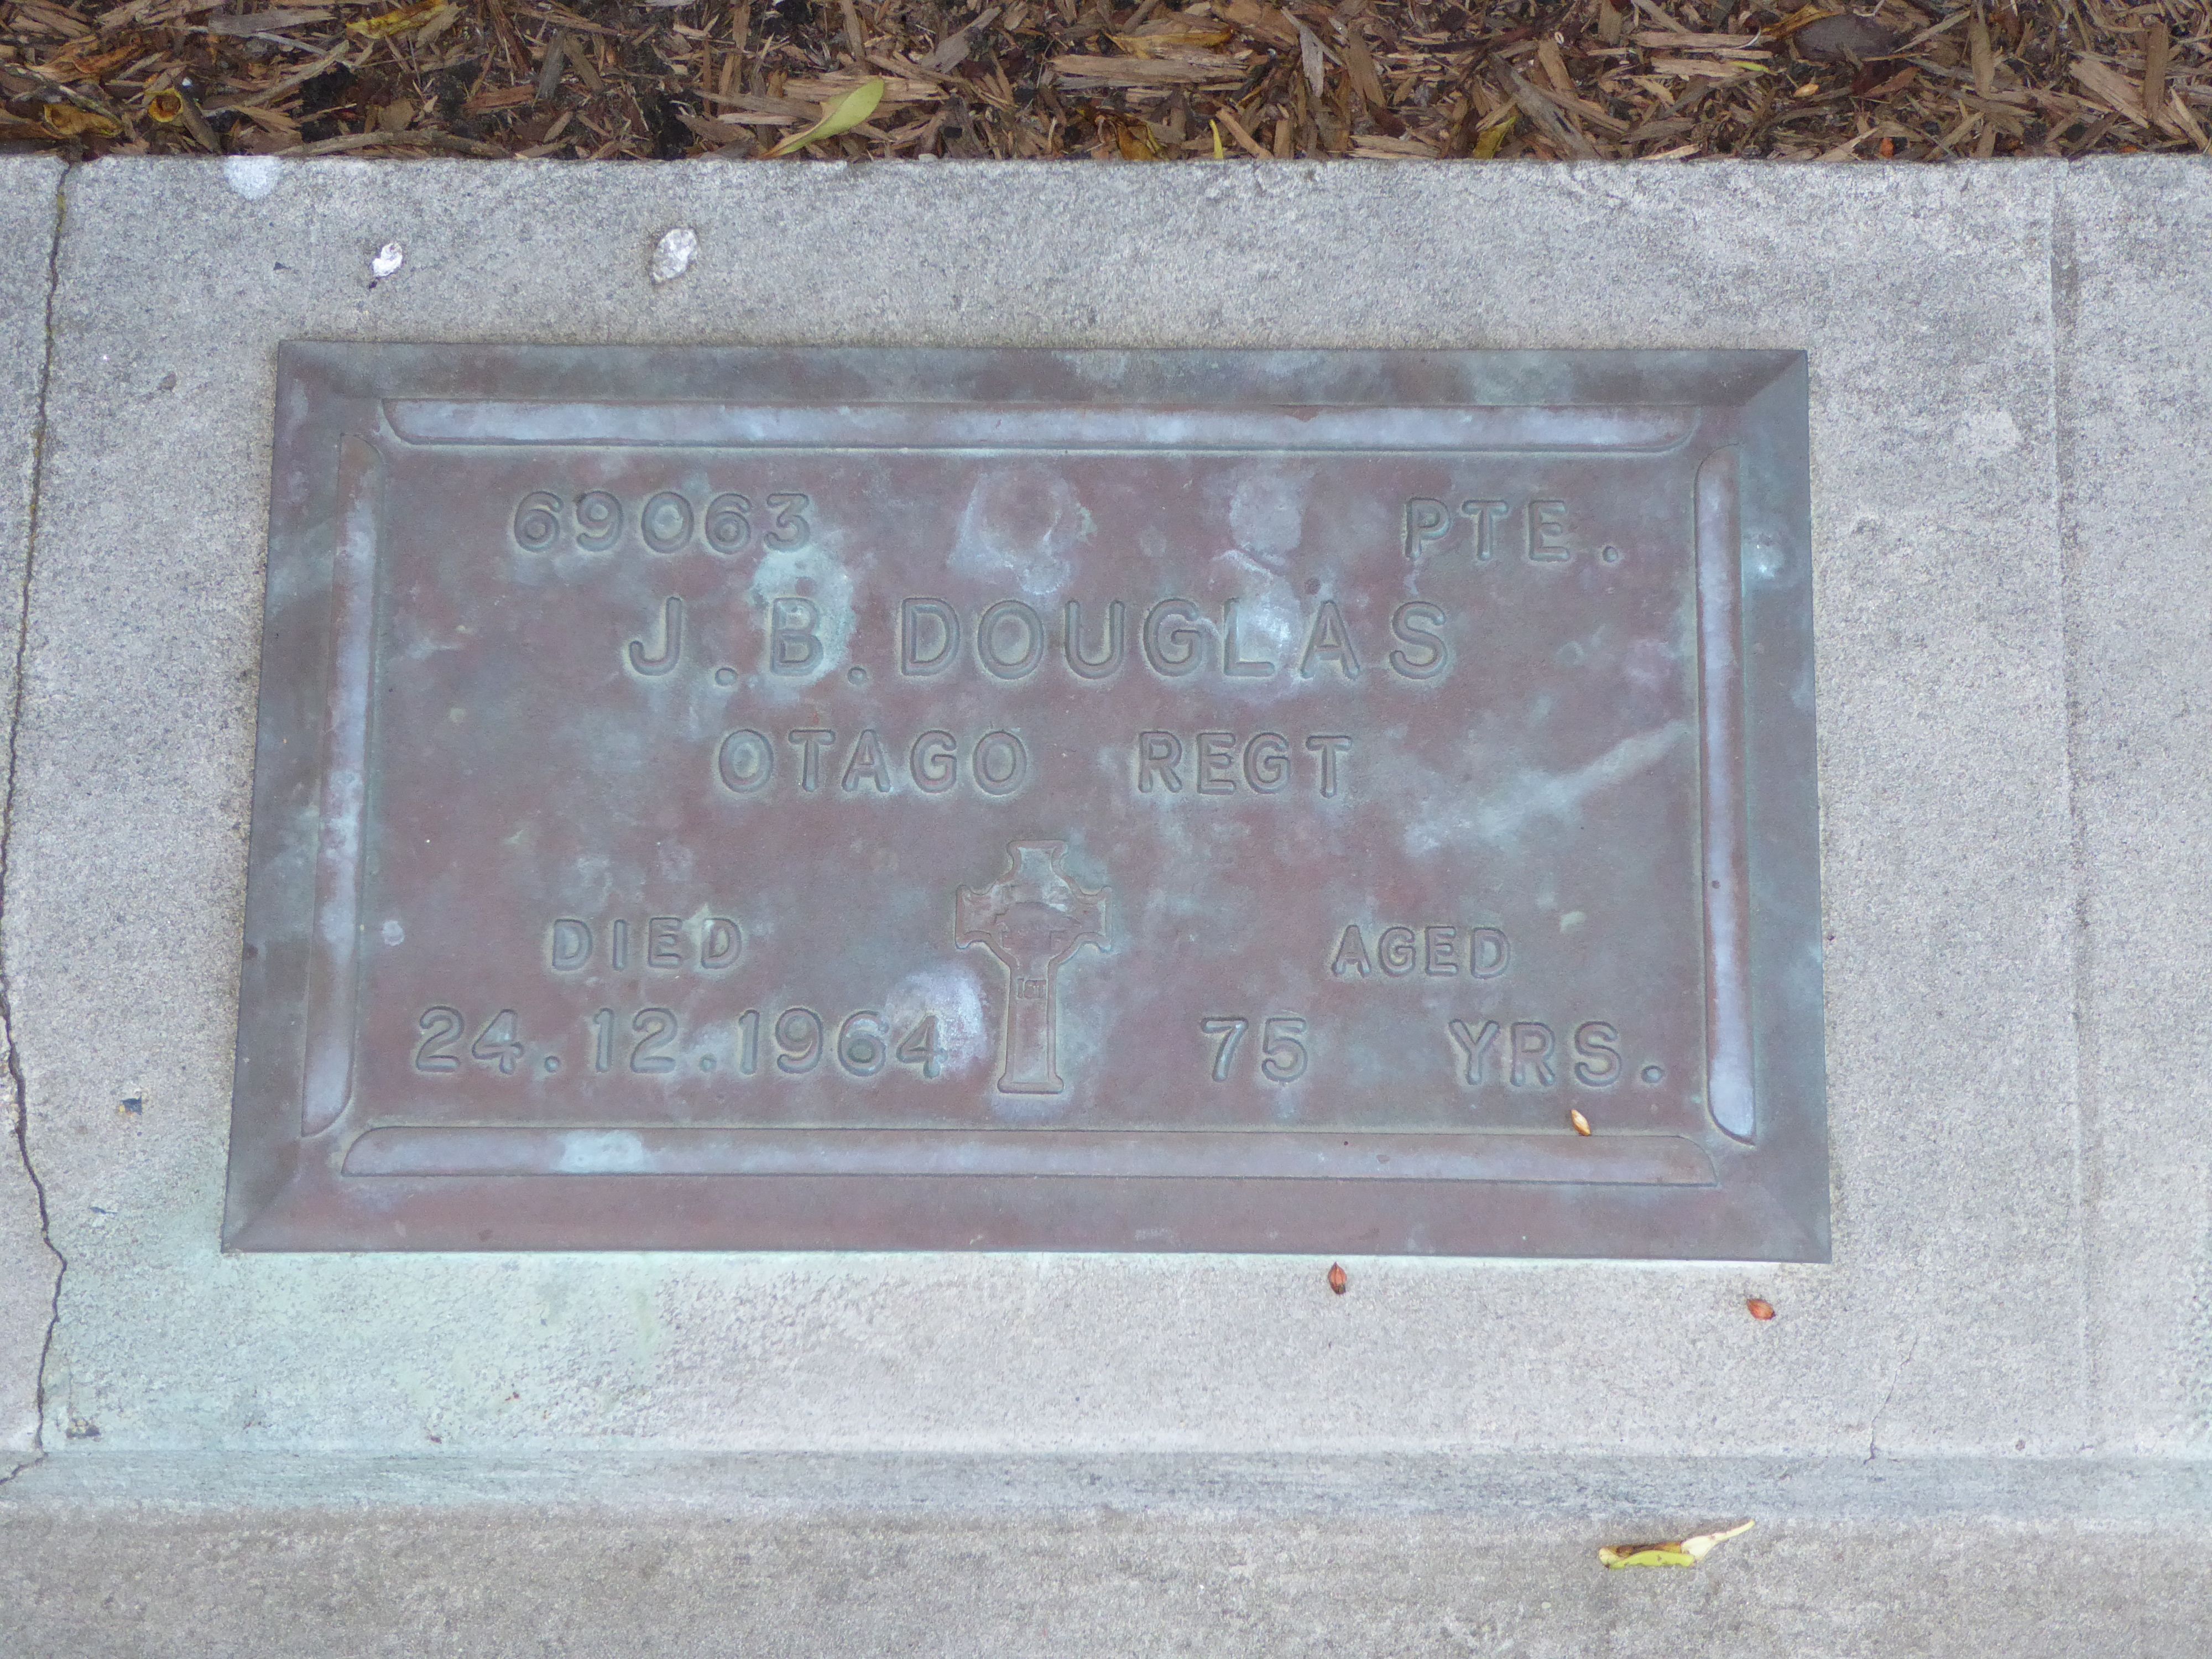 69063 PTE.
J.B. DOUGLAS
OTAGO REGT
DIED AGED
24.12.1964 75 YRS.